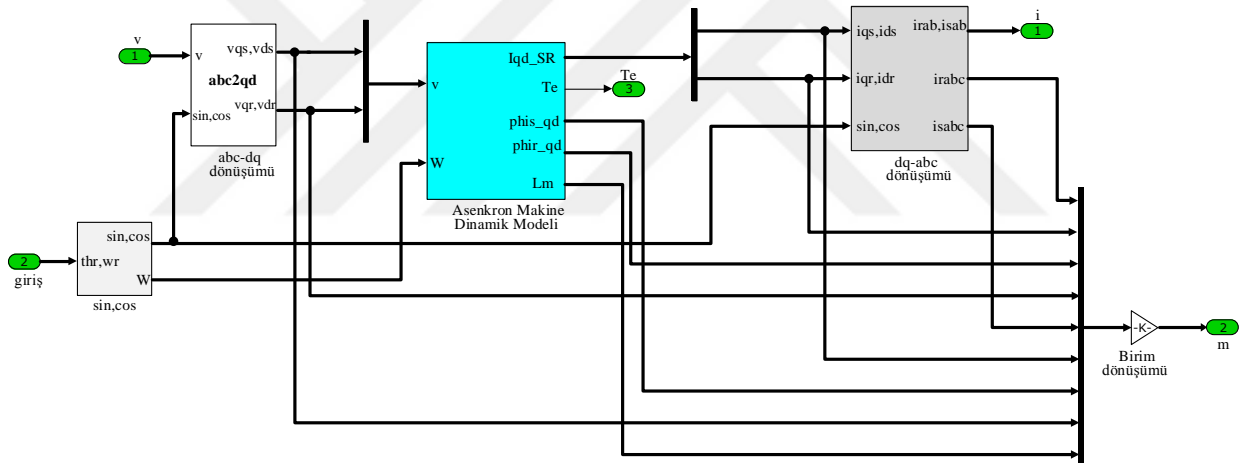 v
1
v
vqs,vds
abc2qd
vqr,vdr
sin,cos
abc-dq
dönüşümü
2
giriş
sin,cos
thr,wr
W
sin,cos
v
W
Iqd_SR
Te
phis_qd
phir_qd
Lm
Asenkron Makine
Dinamik Modeli
Te
3
iqs,ids
iqr,idr
sin,cos
irab,isab
irabc
isabc
dq-abc
dönüşümü
i
1
-K-
Birim
dönüşümü
2
m